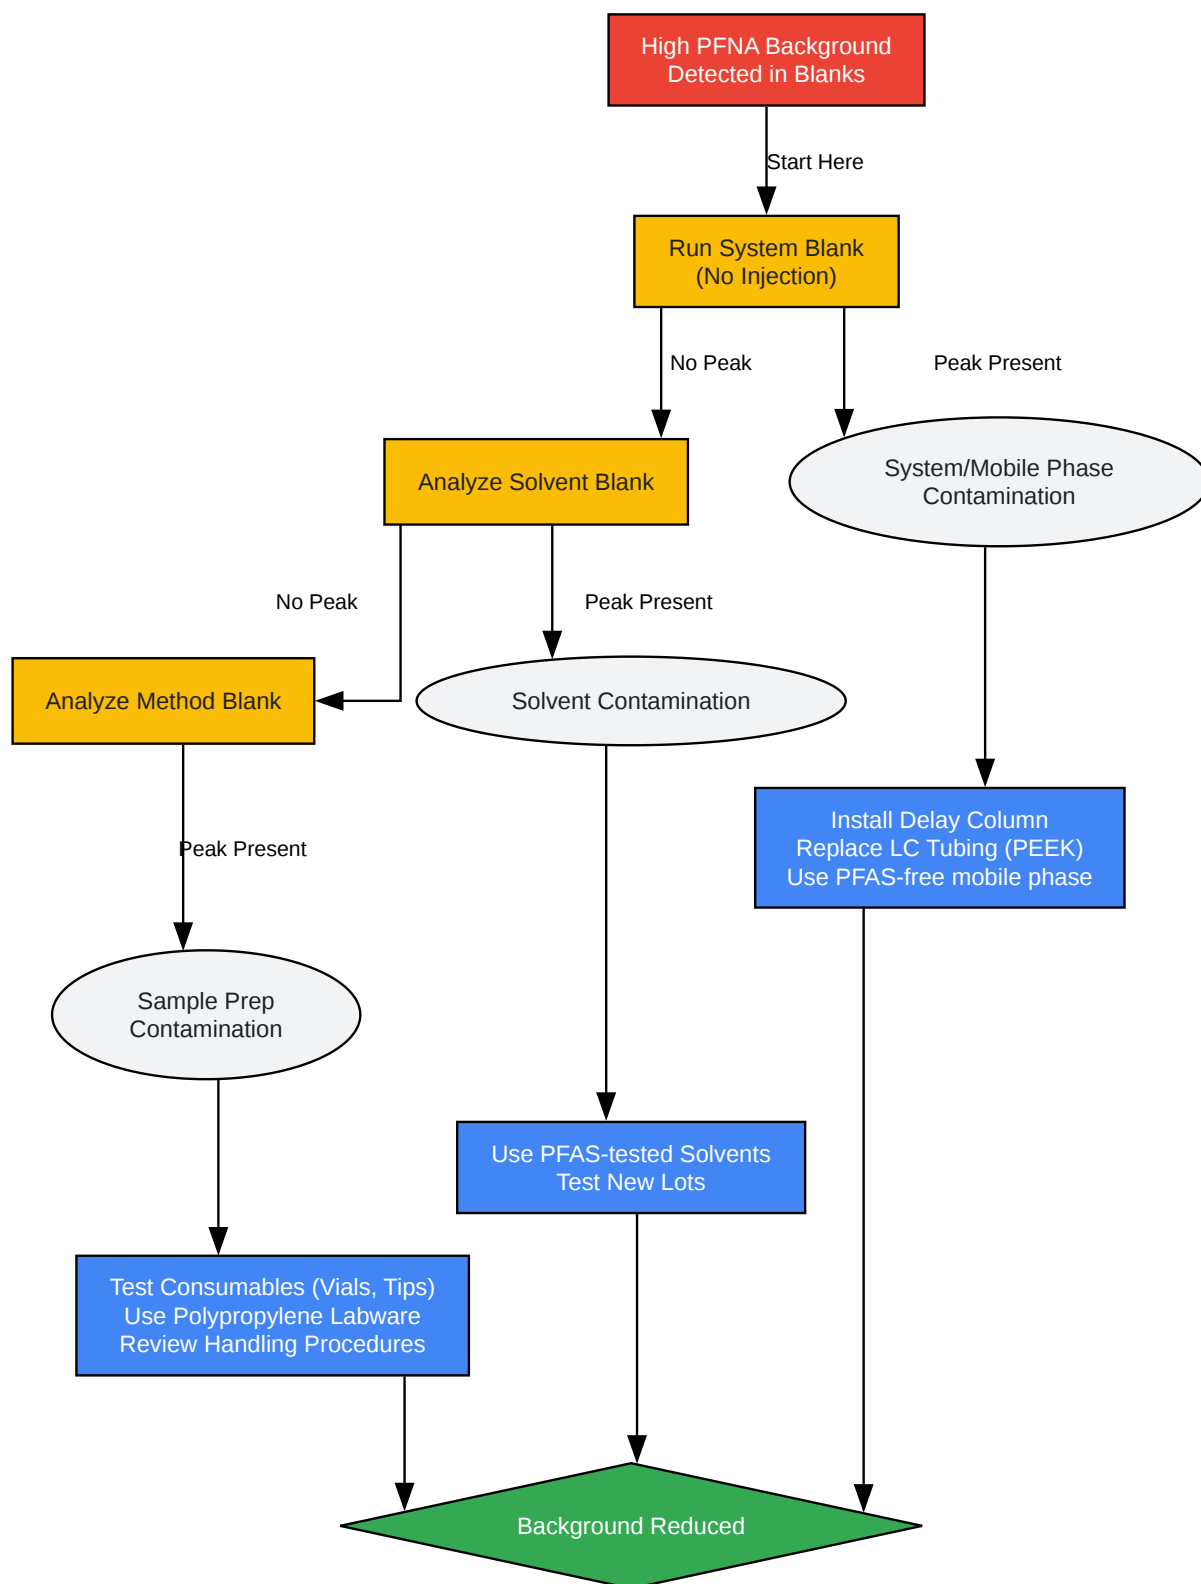 High PFNA Background
Detected in Blanks
Start Here
Run System Blank
(No Injection)
No Peak
Peak Present
System/Mobile Phase
Contamination
Analyze Solvent Blank
No Peak
Peak Present
Analyze Method Blank
Solvent Contamination
Install Delay Column
Replace LC Tubing (PEEK)
Use PFAS-free mobile phase
Peak Present
Sample Prep
Contamination
Use PFAS-tested Solvents
Test New Lots
Test Consumables (Vials, Tips)
Use Polypropylene Labware
Review Handling Procedures
Background Reduced